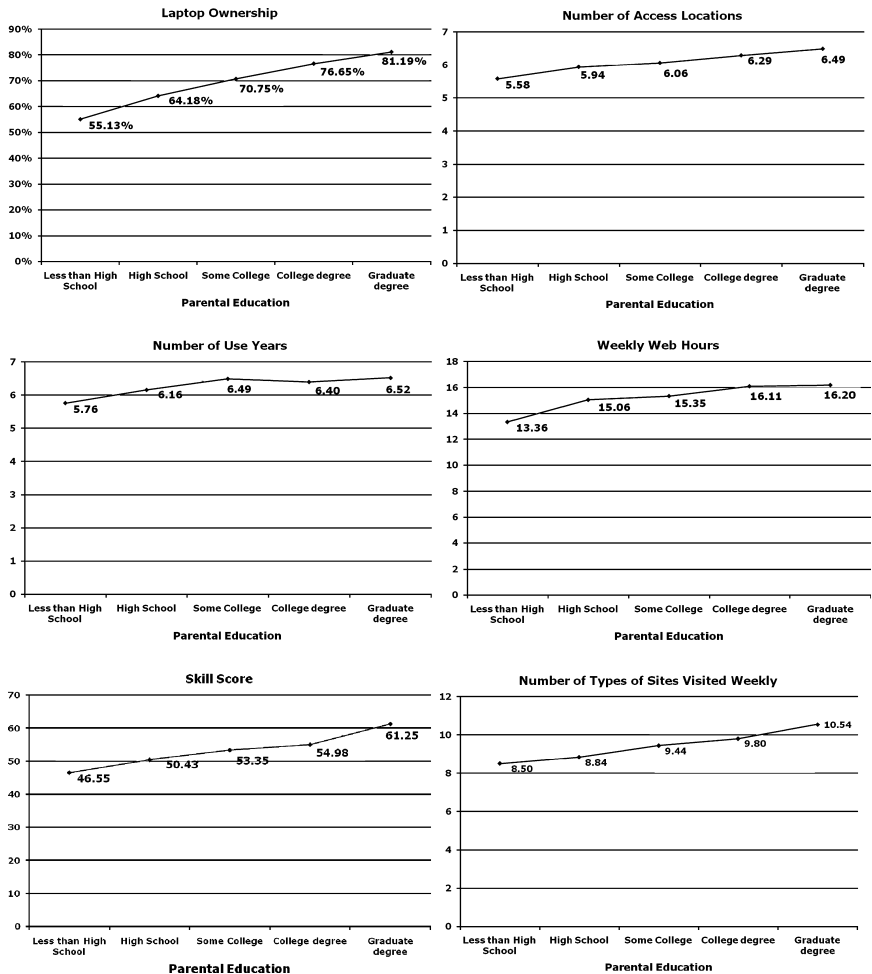 Laptop Ownership
90%
80%
70%
60%
50%
40%
30%
20%
10%
0%
55.13%
64.18%
70.75%
76.65%
81.19%
Less than High School
High School
Some College
College degree
Graduate degree
Parental Education
Number of Access Locations
7
6
5
4
3
2
1
0
5.58
5.94
6.06
6.29
6.49
Less than High School
High School
Some College
College degree
Graduate degree
Parental Education
Number of Use Years
7
6
5
4
3
2
1
0
5.76
6.16
6.49
6.40
6.52
Less than High School
High School
Some College
College degree
Graduate degree
Parental Education
Weekly Web Hours
18
16
14
12
10
8
6
4
2
0
13.36
15.06
15.35
16.11
16.20
Less than High School
High School
Some College
College degree
Graduate degree
Parental Education
Skill Score
70
60
50
40
30
20
10
0
46.55
50.43
53.35
54.98
61.25
Less than High School
High School
Some College
College degree
Graduate degree
Parental Education
Number of Types of Sites Visited Weekly
12
10
8
6
4
2
0
8.50
8.84
9.44
9.80
10.54
Less than High School
High School
Some College
College degree
Graduate degree
Parental Education